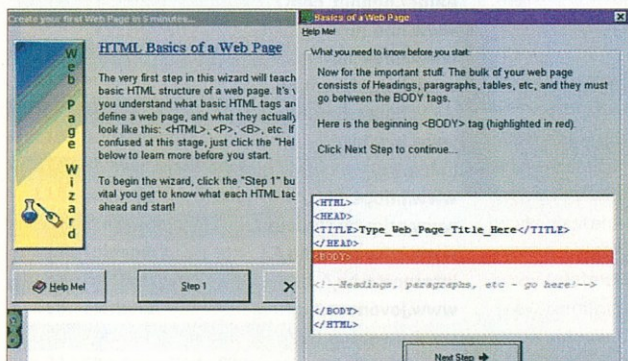 Create your first Web Page in 5 minutes...
Web Page Wizard
HTML Basics of a Web Page
The very first step in this wizard will teach
basic HTML structure of a web page. It's
you understand what basic HTML tags
define a web page, and what they actually
look like this: <HTML>, <P>, <B>, etc. If
confused at this stage, just click the "Hel
below to learn more before you start.
To begin the wizard, click the "Step 1" bu
vital you get to know what each HTML tag
ahead and start!
Help Me!
Step 1
Basics of a Web Page
Help Me!
What you need to know before you start:
Now for the important stuff. The bulk of your web page
consists of Headings, paragraphs, tables, etc, and they must
go between the BODY tags.
Here is the beginning <BODY> tag (highlighted in red).
Click Next Step to continue...
<HTML>
<HEAD>
<TITLE>Type_Web_Page_Title_Here</TITLE>
</HEAD>
<BODY>
<!--Headings, paragraphs, etc - go here!-->
</BODY>
</HTML>
Next Step